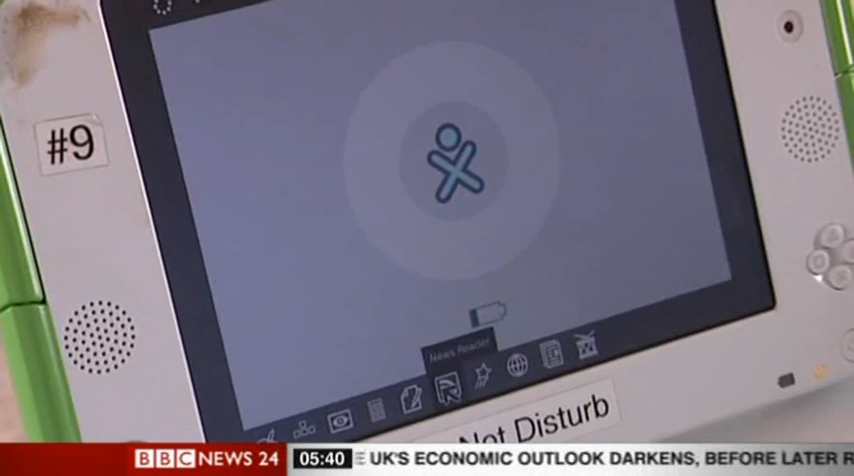 #9
News Reader
Not Disturb
BBC NEWS 24 05:40 UK'S ECONOMIC OUTLOOK DARKENS, BEFORE LATER R